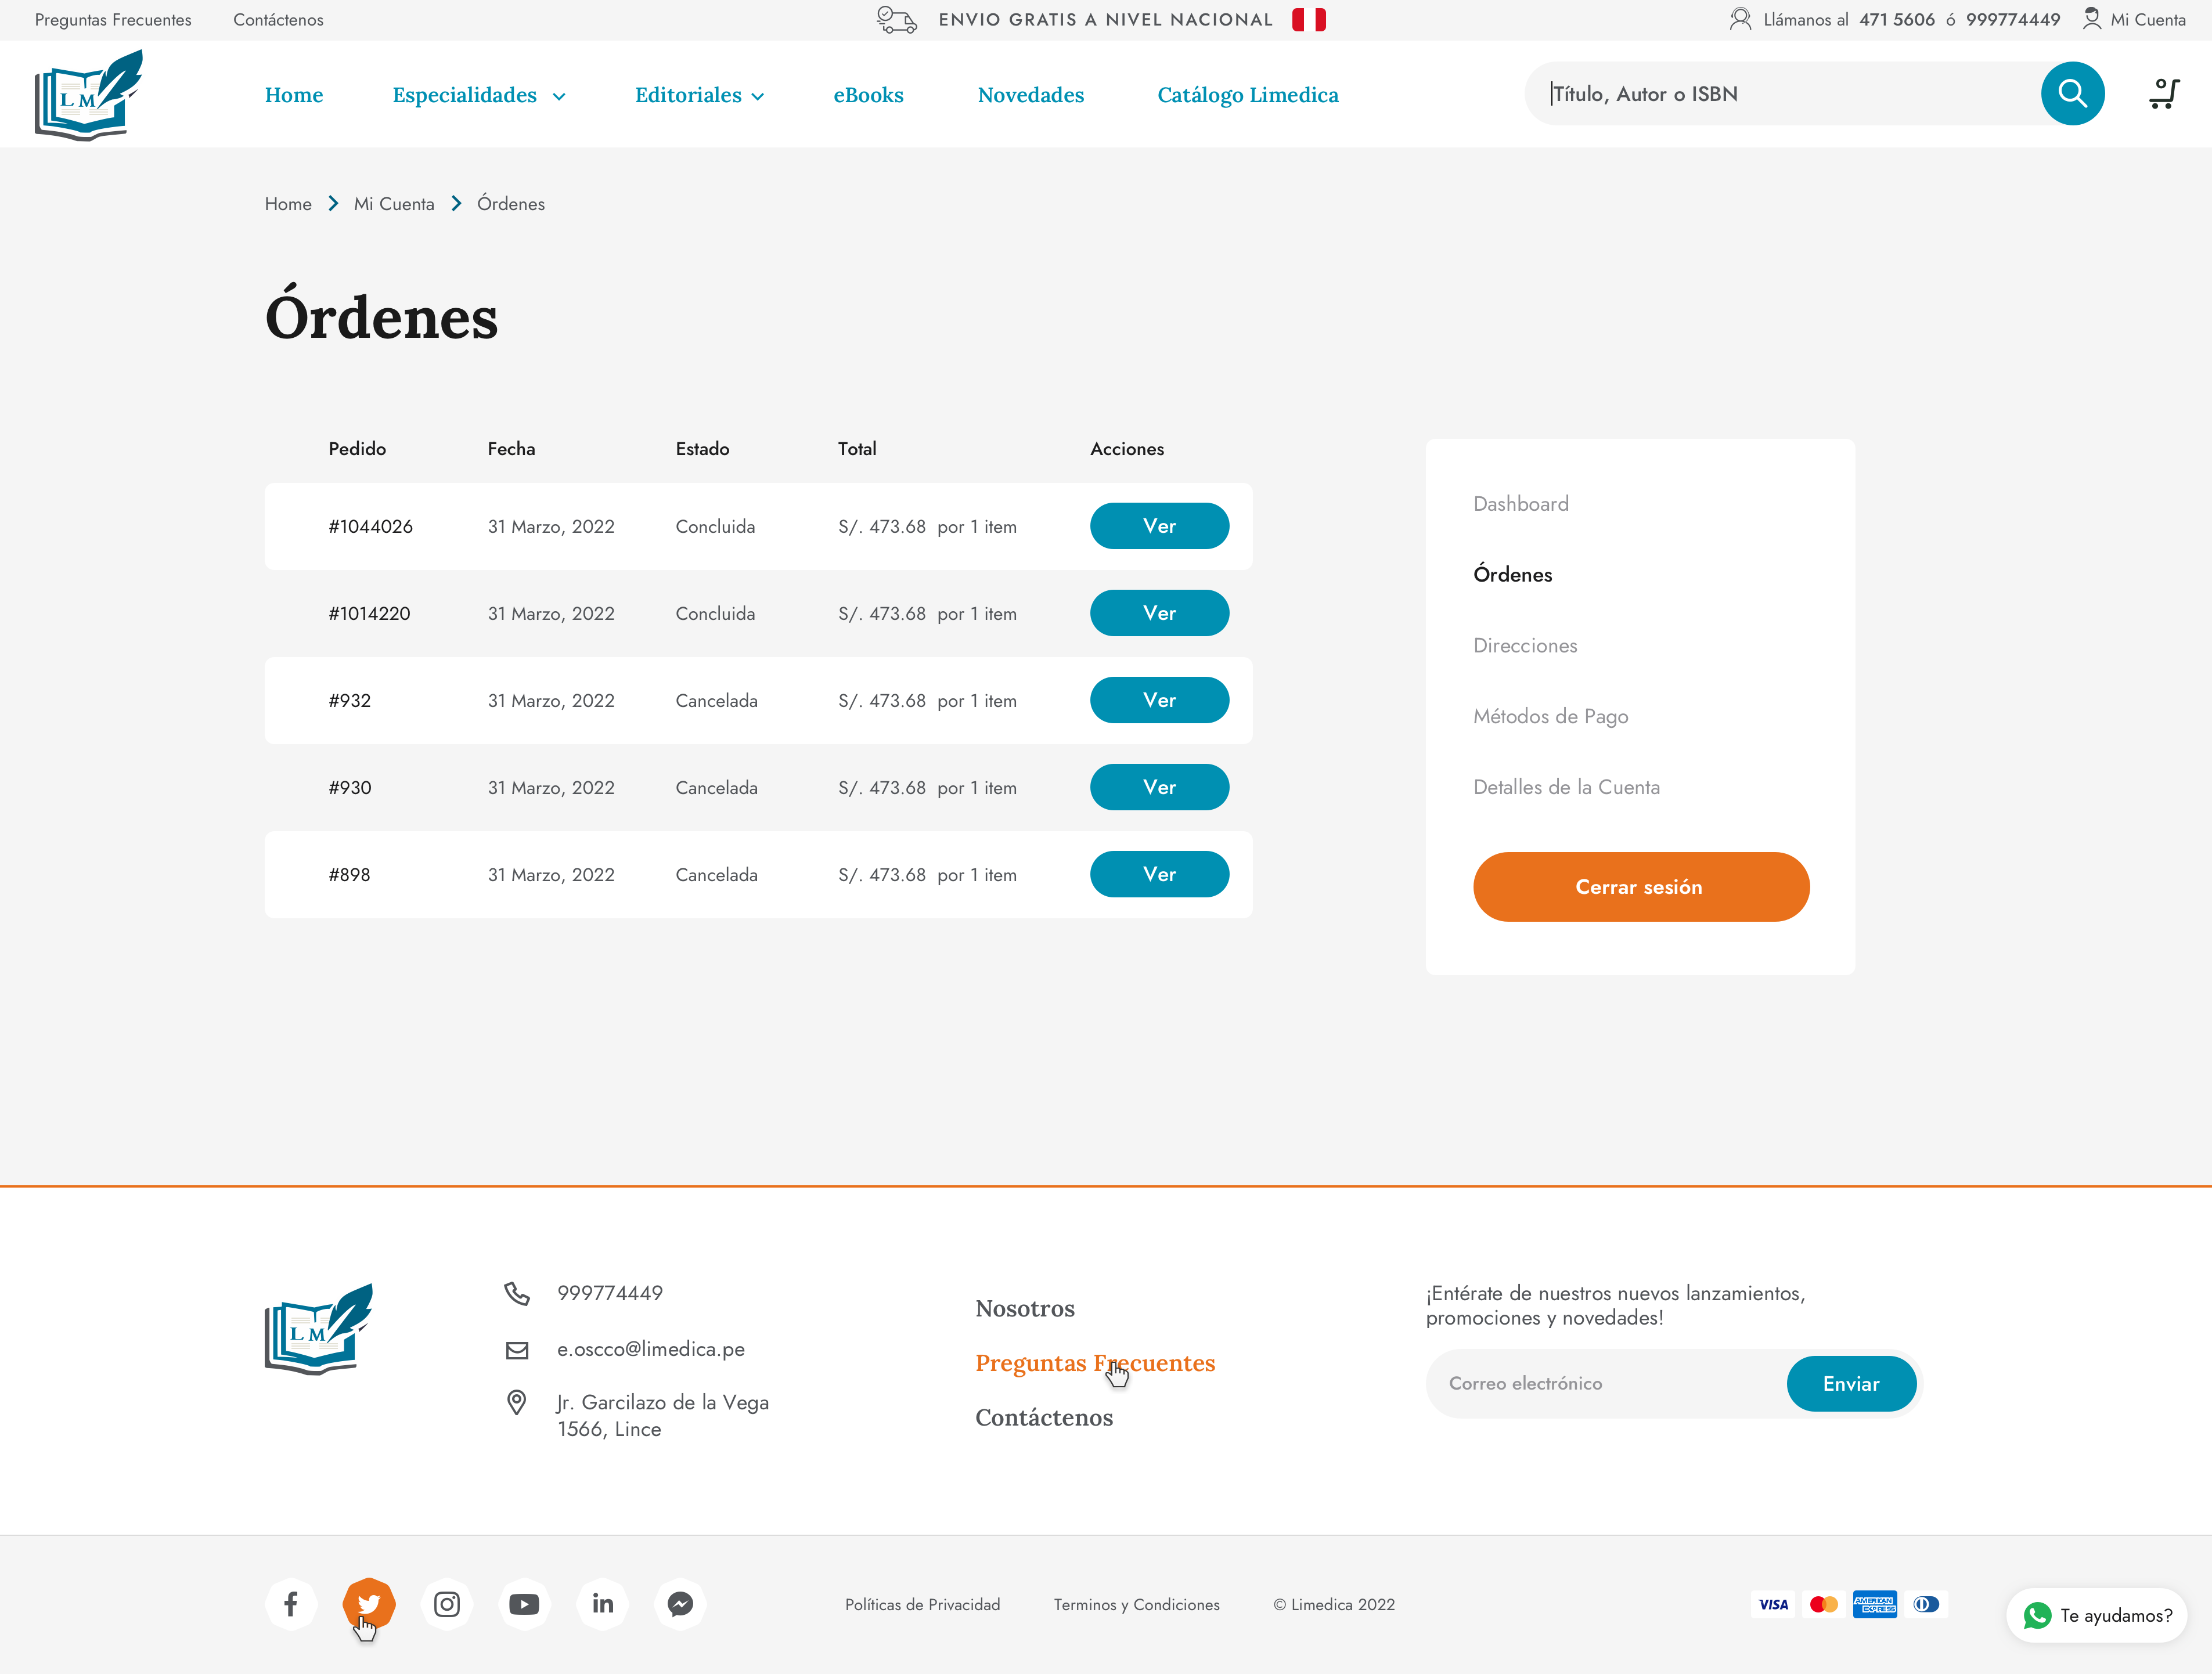 Preguntas Frecuentes Contáctenos ENVIO GRATIS A NIVEL NACIONAL Llámanos al 471 5606 ó 999774449 Mi Cuenta
L M Home Especialidades Editoriales eBooks Novedades Catálogo Limedica Título, Autor o ISBN
Home Mi Cuenta Órdenes
Órdenes
Pedido Fecha Estado Total Acciones
#1044026 31 Marzo, 2022 Concluida S/. 473.68 por 1 item Ver
#1014220 31 Marzo, 2022 Concluida S/. 473.68 por 1 item Ver
#932 31 Marzo, 2022 Cancelada S/. 473.68 por 1 item Ver
#930 31 Marzo, 2022 Cancelada S/. 473.68 por 1 item Ver
#898 31 Marzo, 2022 Cancelada S/. 473.68 por 1 item Ver
Dashboard
Órdenes
Direcciones
Métodos de Pago
Detalles de la Cuenta
Cerrar sesión
L M
999774449
e.oscco@limedica.pe
Jr. Garcilazo de la Vega
1566, Lince
Nosotros
Preguntas Frecuentes
Contáctenos
¡Entérate de nuestros nuevos lanzamientos,
promociones y novedades!
Correo electrónico Enviar
Políticas de Privacidad Terminos y Condiciones © Limedica 2022 VISA AMERICAN EXPRESS Te ayudamos?